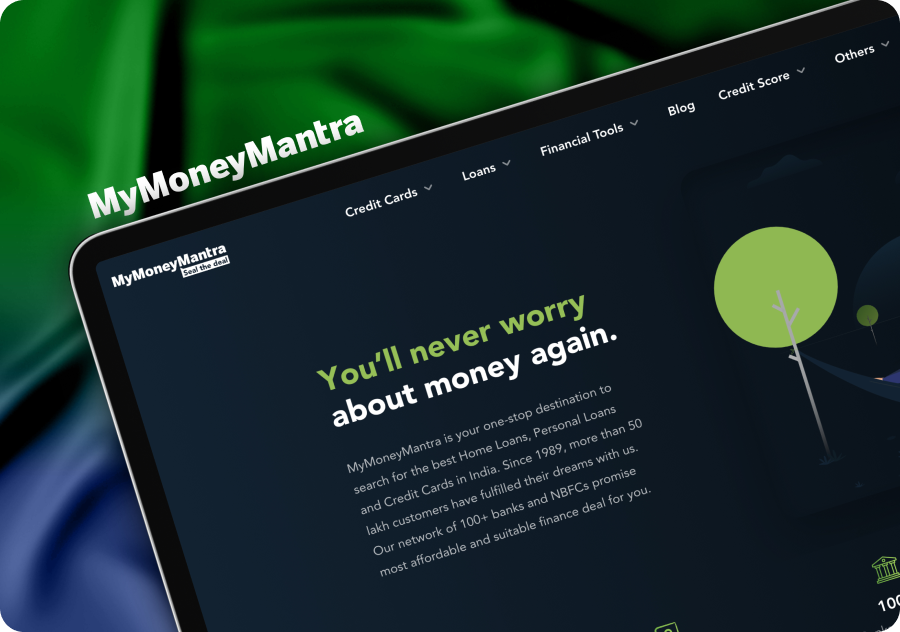 MyMoneyMantra
Credit Cards
Loans
Financial Tools
Blog
Credit Score
Others
MyMoneyMantra
Seal the deal
You'll never worry
about money again.
MyMoneyMantra is your one-stop destination to
search for the best Home Loans, Personal Loans
and Credit Cards in India. Since 1989, more than 50
lakh customers have fulfilled their dreams with us.
Our network of 100+ banks and NBFCs promise
most affordable and suitable finance deal for you.